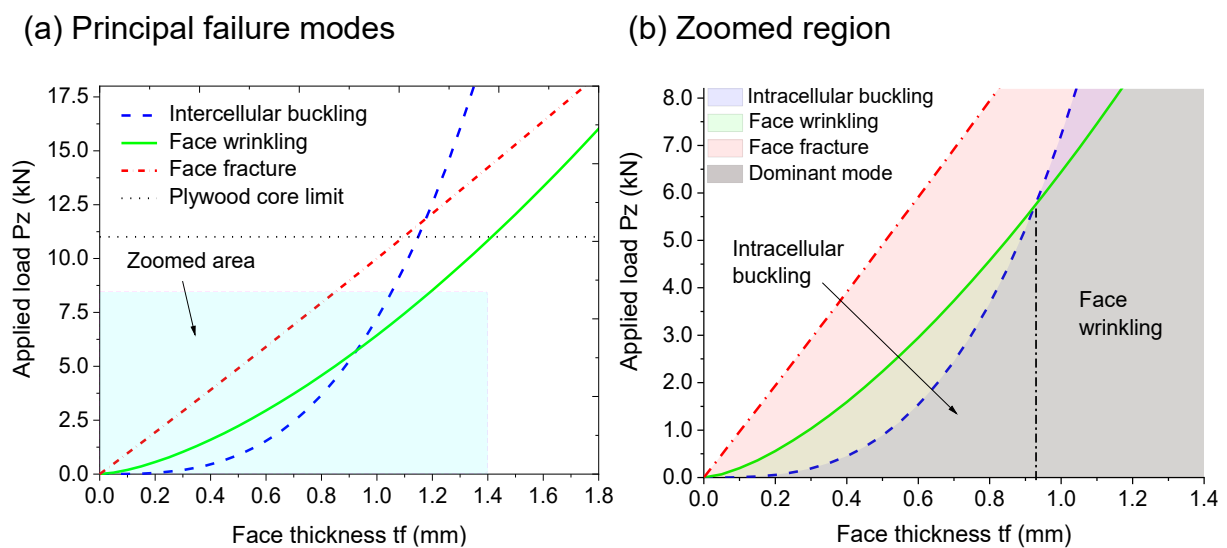 (a) Principal failure modes
17.5
15.0
12.5
10.0
7.5
5.0
2.5
0.0
Applied load Pz (kN)
Intercellular buckling
Face wrinkling
Face fracture
Plywood core limit
Zoomed area
0.0 0.2 0.4 0.6 0.8 1.0 1.2 1.4 1.6 1.8
Face thickness tf (mm)
(b) Zoomed region
8.0
7.0
6.0
5.0
4.0
3.0
2.0
1.0
0.0
Applied load Pz (kN)
Intracellular buckling
Face wrinkling
Face fracture
Dominant mode
Intracellular
buckling
Face
wrinkling
0.0 0.2 0.4 0.6 0.8 1.0 1.2 1.4
Face thickness tf (mm)